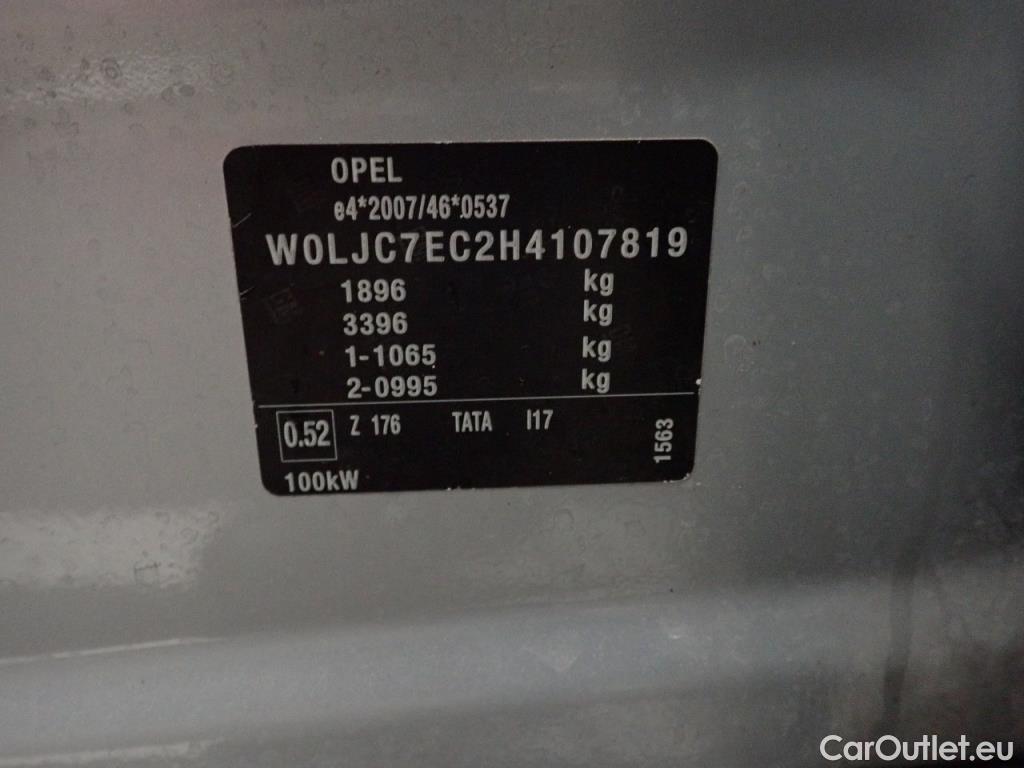 OPEL
e4*2007/46*0537
W0LJC7EC2H4107819
1896 kg
3396 kg
1-1065 kg
2-0995 kg
0.52 Z 176 TATA I17
1563
100kW
CarOutlet.eu